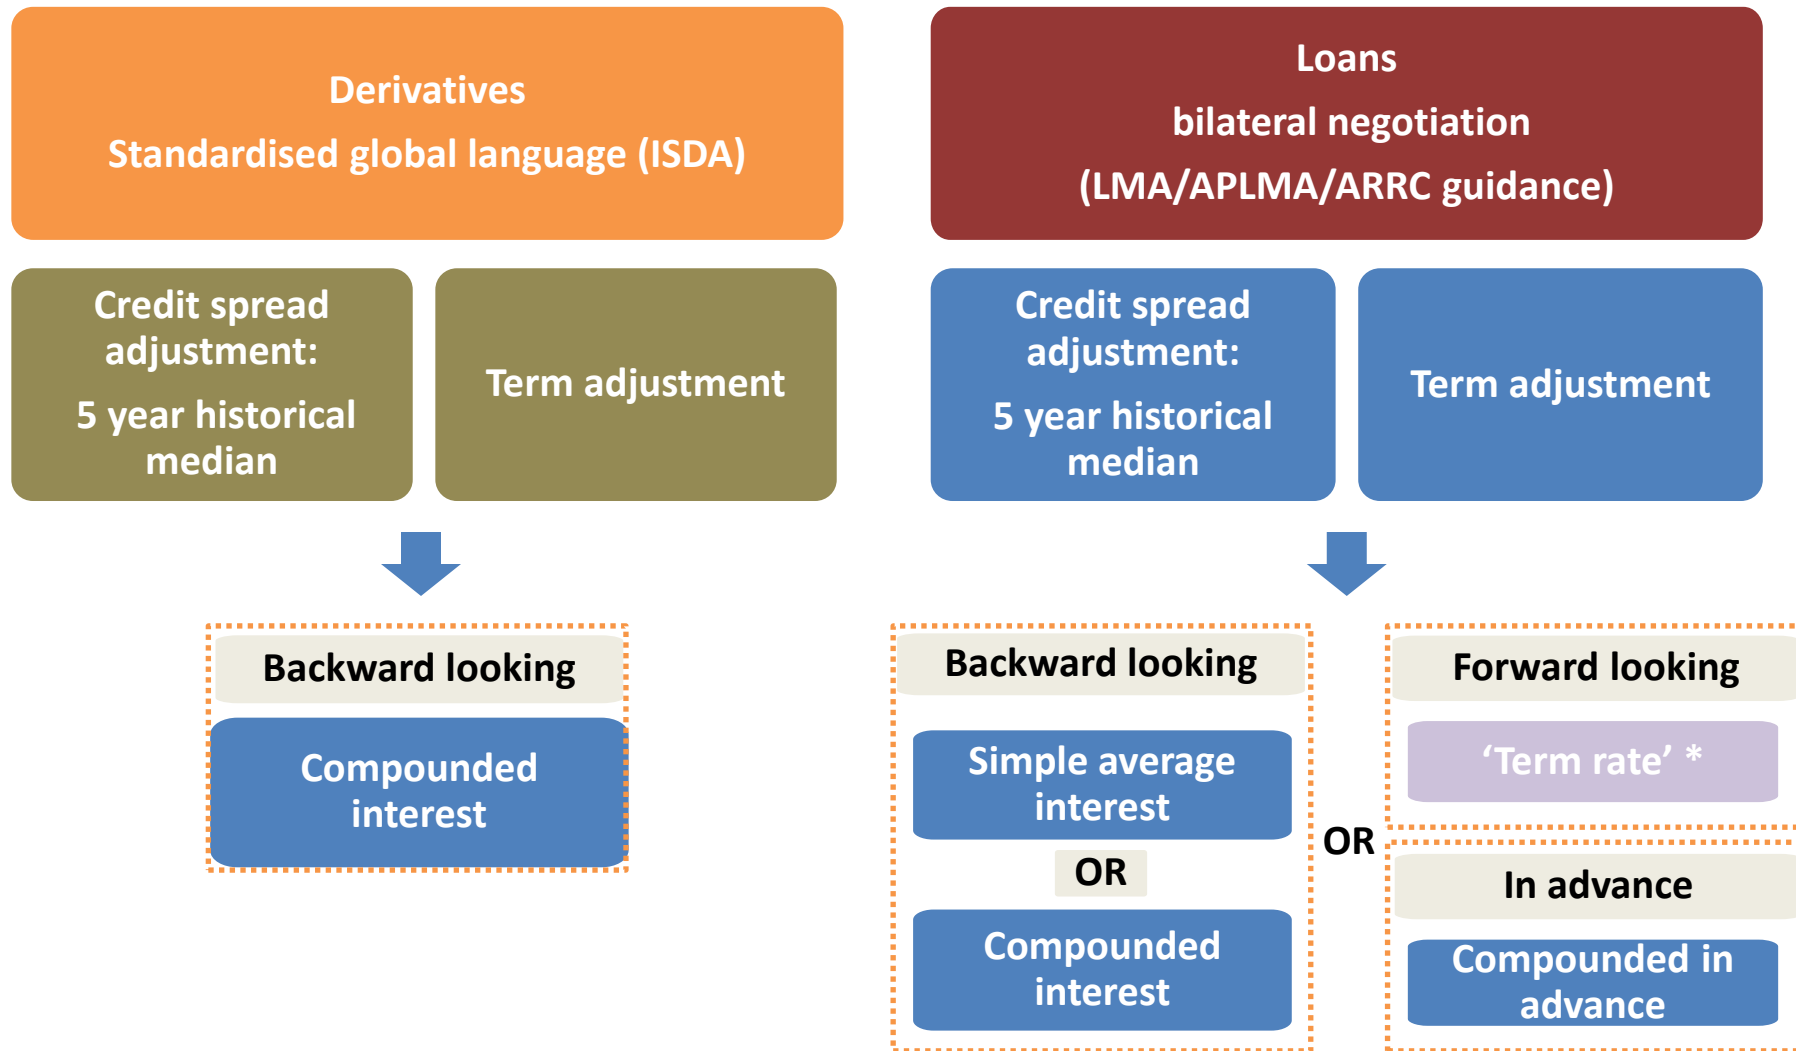 Derivatives
Standardised global language (ISDA)
Loans
bilateral negotiation
(LMA/APLMA/ARRC guidance)
Credit spread
adjustment:
5 year historical
median
Term adjustment
Credit spread
adjustment:
5 year historical
median
Term adjustment
Backward looking
Compounded
interest
Backward looking
Simple average
interest
OR
Compounded
interest
OR
Forward looking
‘Term rate’ *
In advance
Compounded in
advance